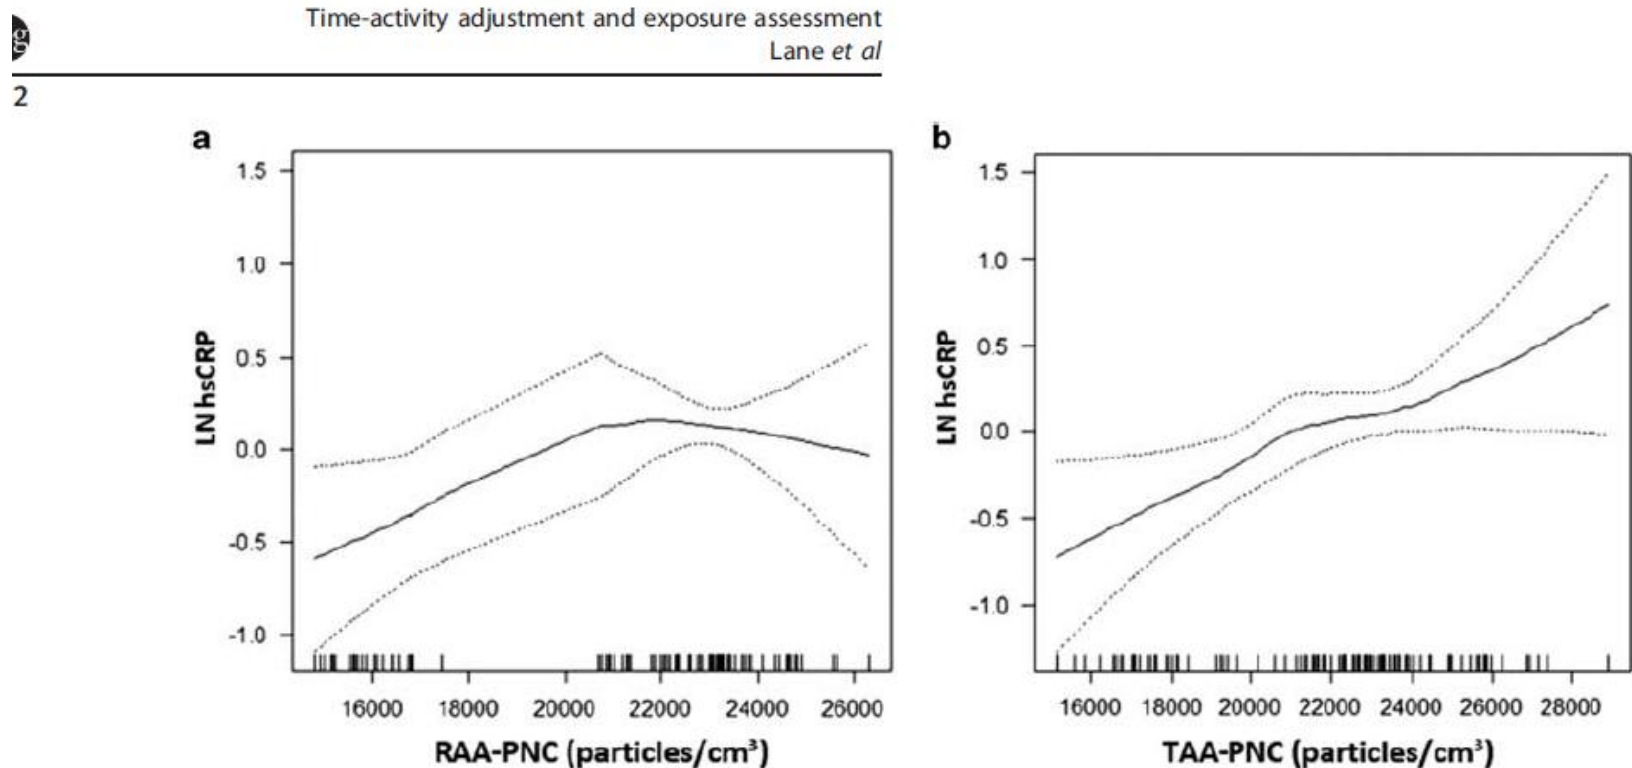 g
Time-activity adjustment and exposure assessment
Lane et al
2
a
1.5
1.0
0.5
0.0
-0.5
-1.0
LN hsCRP
16000 18000 20000 22000 24000 26000
RAA-PNC (particles/cm³)
b
1.5
1.0
0.5
0.0
-0.5
-1.0
LN hsCRP
16000 18000 20000 22000 24000 26000 28000
TAA-PNC (particles/cm³)